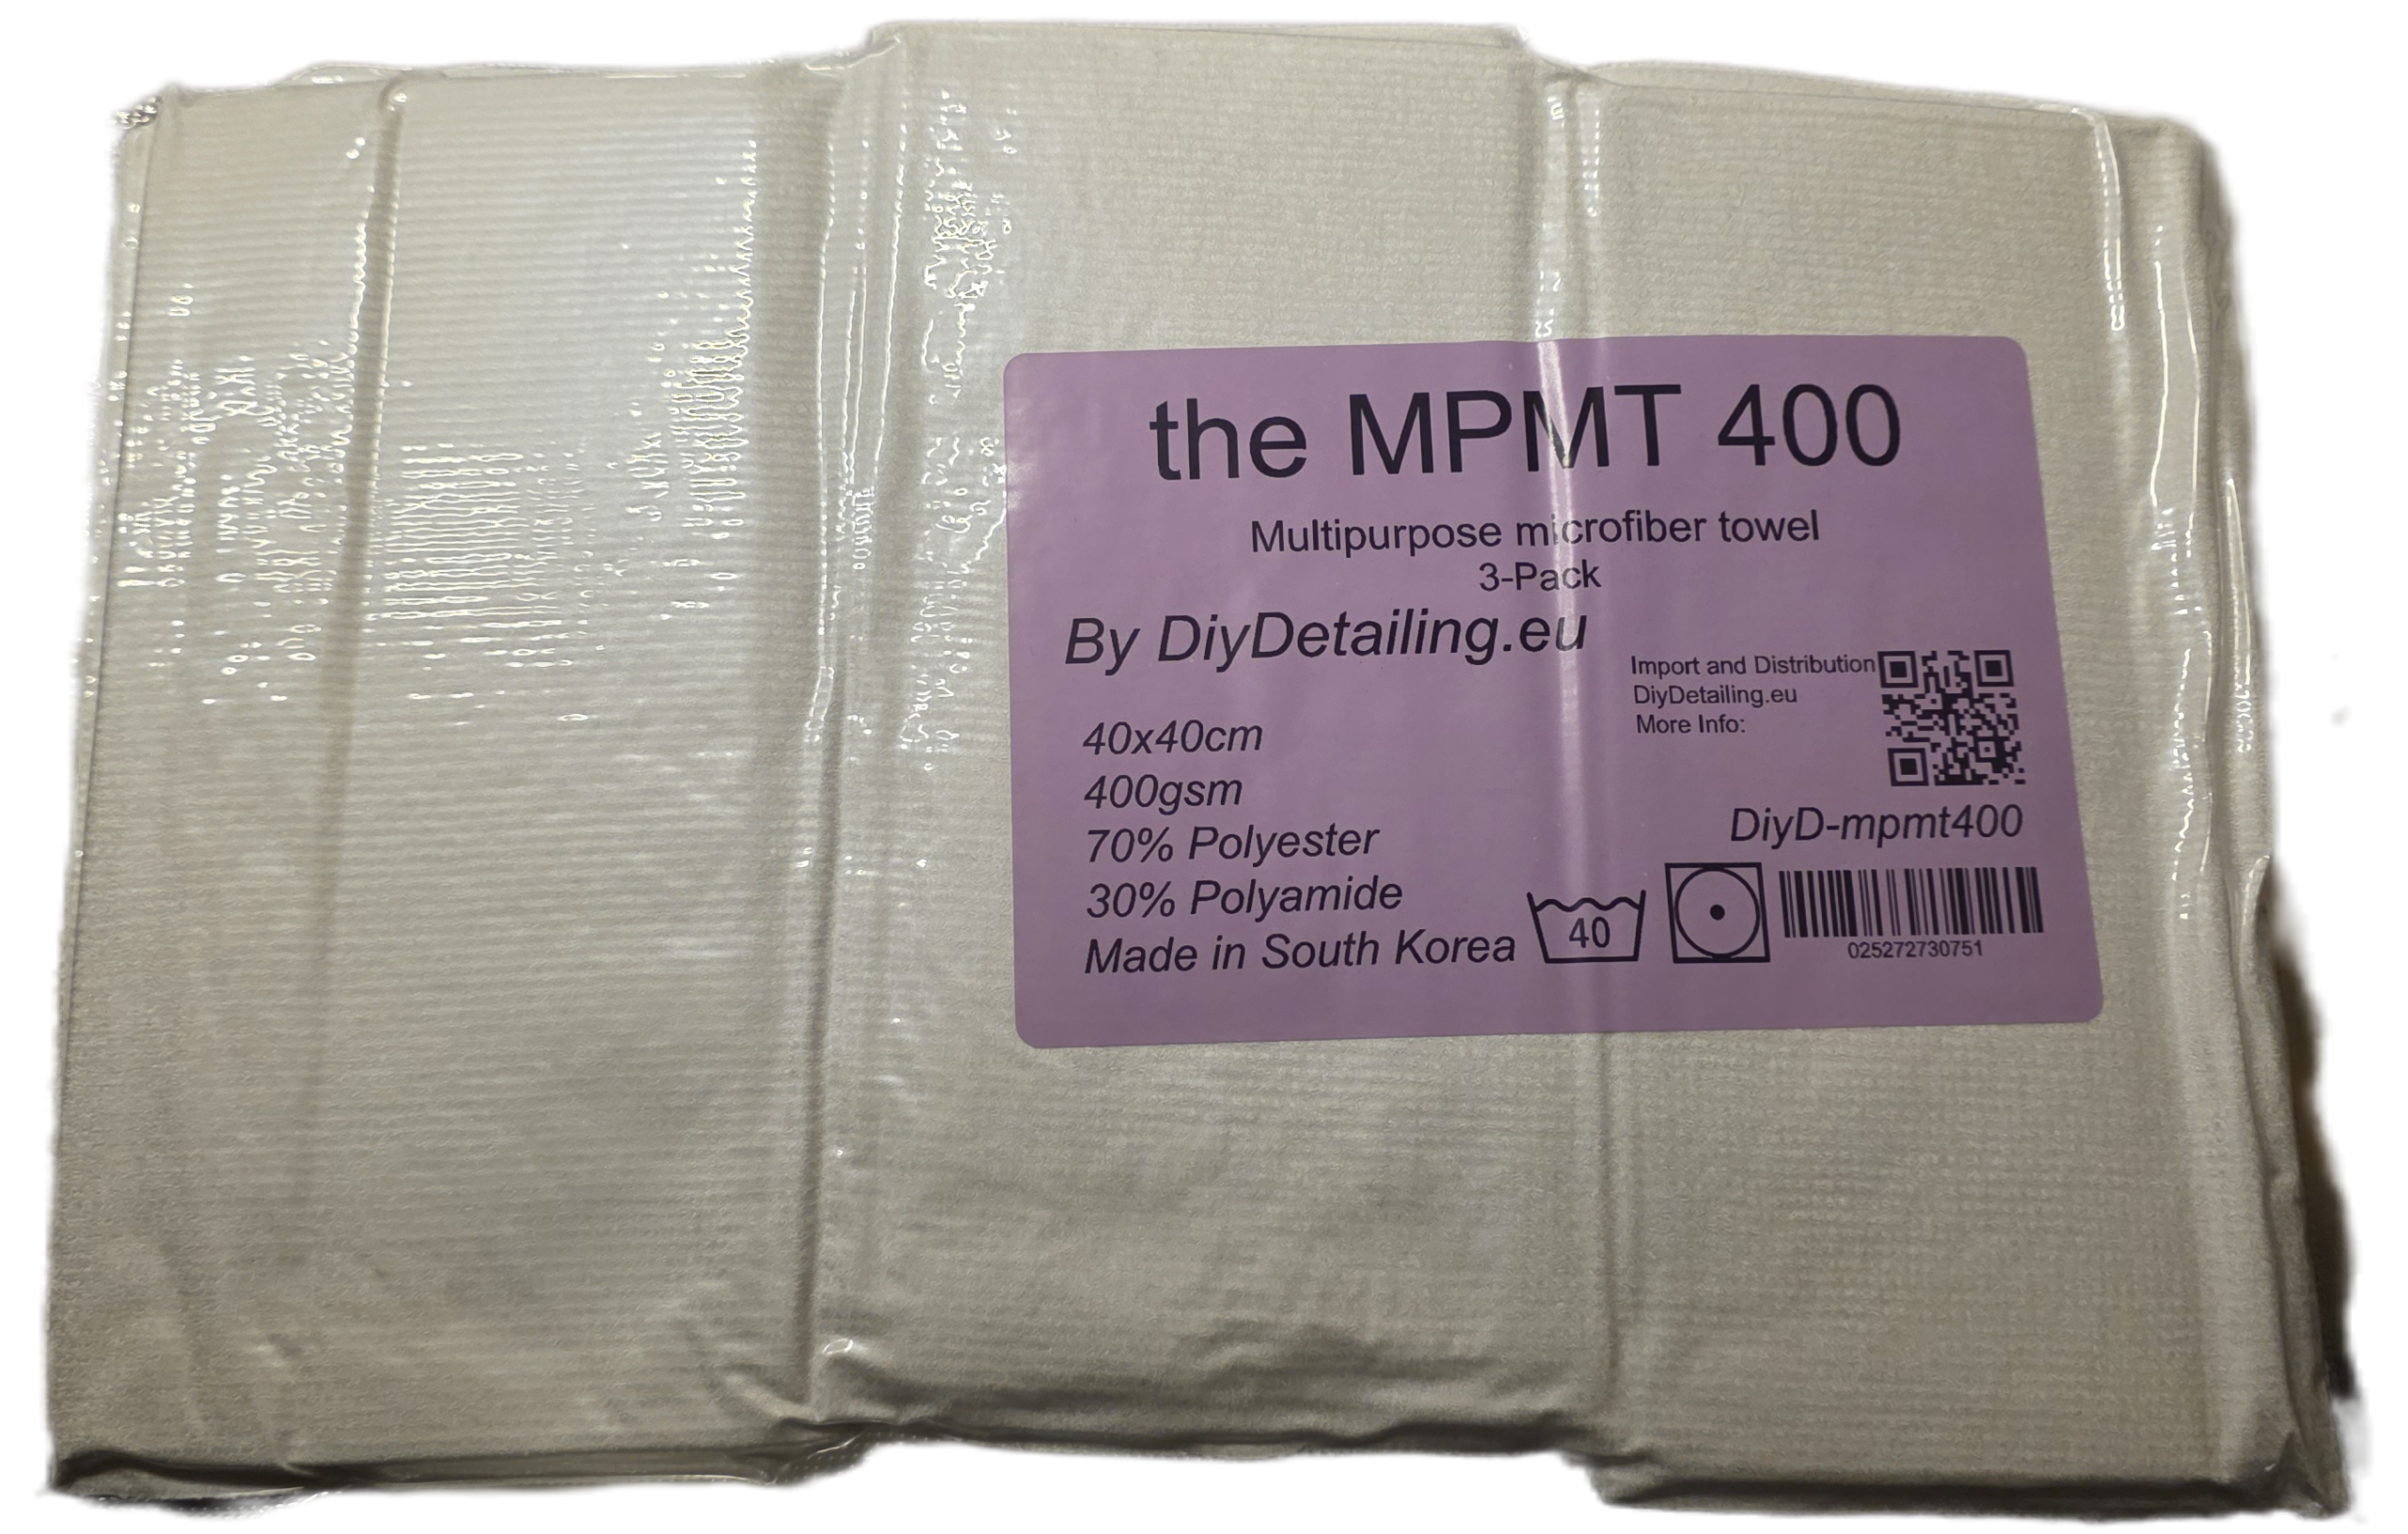 the MPMT 400
Multipurpose microfiber towel
3-Pack
By DiyDetailing.eu
Import and Distribution
DiyDetailing.eu
More Info:
40x40cm
400gsm
70% Polyester
30% Polyamide
Made in South Korea
40
DiyD-mpmt400
025272730751